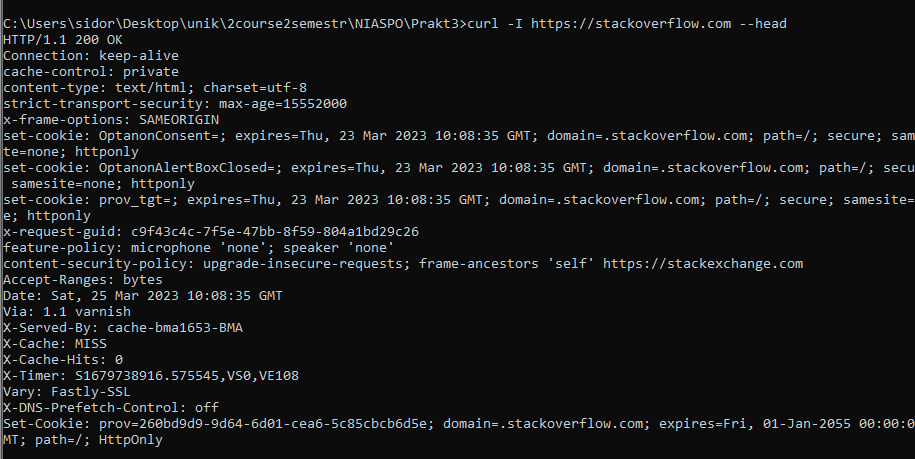 C:\Users\sidor\Desktop\unik\2course2semestr\NIASPO\Prakt3>curl -I https://stackoverflow.com --head
HTTP/1.1 200 OK
Connection: keep-alive
cache-control: private
content-type: text/html; charset=utf-8
strict-transport-security: max-age=15552000
x-frame-options: SAMEORIGIN
set-cookie: OptanonConsent=; expires=Thu, 23 Mar 2023 10:08:35 GMT; domain=.stackoverflow.com; path=/; secure; sam
te=none; httponly
set-cookie: OptanonAlertBoxClosed=; expires=Thu, 23 Mar 2023 10:08:35 GMT; domain=.stackoverflow.com; path=/; secu
 samesite=none; httponly
set-cookie: prov_tgt=; expires=Thu, 23 Mar 2023 10:08:35 GMT; domain=.stackoverflow.com; path=/; secure; samesite=
e; httponly
x-request-guid: c9f43c4c-7f5e-47bb-8f59-804a1bd29c26
feature-policy: microphone 'none'; speaker 'none'
content-security-policy: upgrade-insecure-requests; frame-ancestors 'self' https://stackexchange.com
Accept-Ranges: bytes
Date: Sat, 25 Mar 2023 10:08:35 GMT
Via: 1.1 varnish
X-Served-By: cache-bma1653-BMA
X-Cache: MISS
X-Cache-Hits: 0
X-Timer: S1679738916.575545,VS0,VE108
Vary: Fastly-SSL
X-DNS-Prefetch-Control: off
Set-Cookie: prov=260bd9d9-9d64-6d01-cea6-5c85cbcb6d5e; domain=.stackoverflow.com; expires=Fri, 01-Jan-2055 00:00:0
MT; path=/; HttpOnly